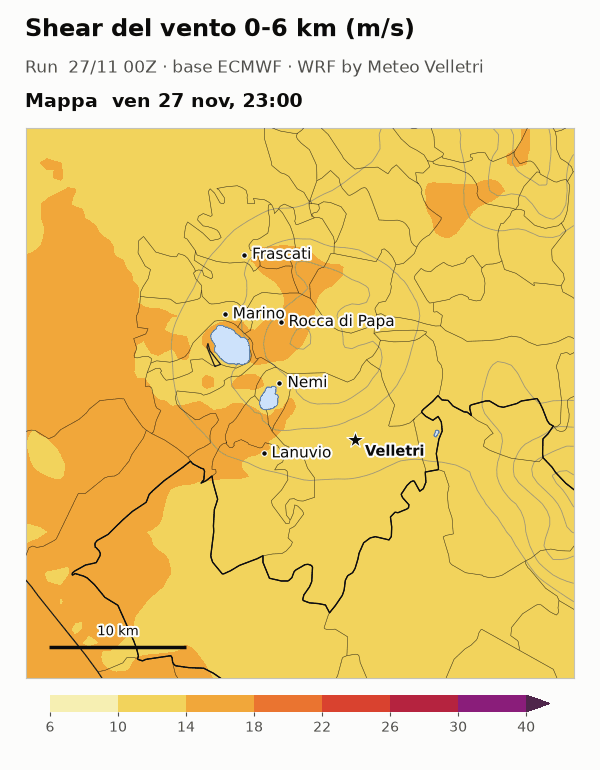 Shear del vento 0-6 km (m/s)
Run  27/11 00Z · base ECMWF · WRF by Meteo Velletri
Mappa  ven 27 nov, 23:00
Frascati
Marino
Rocca di Papa
Nemi
Velletri
Lanuvio
10 km
6 10 14 18 22 26 30 40